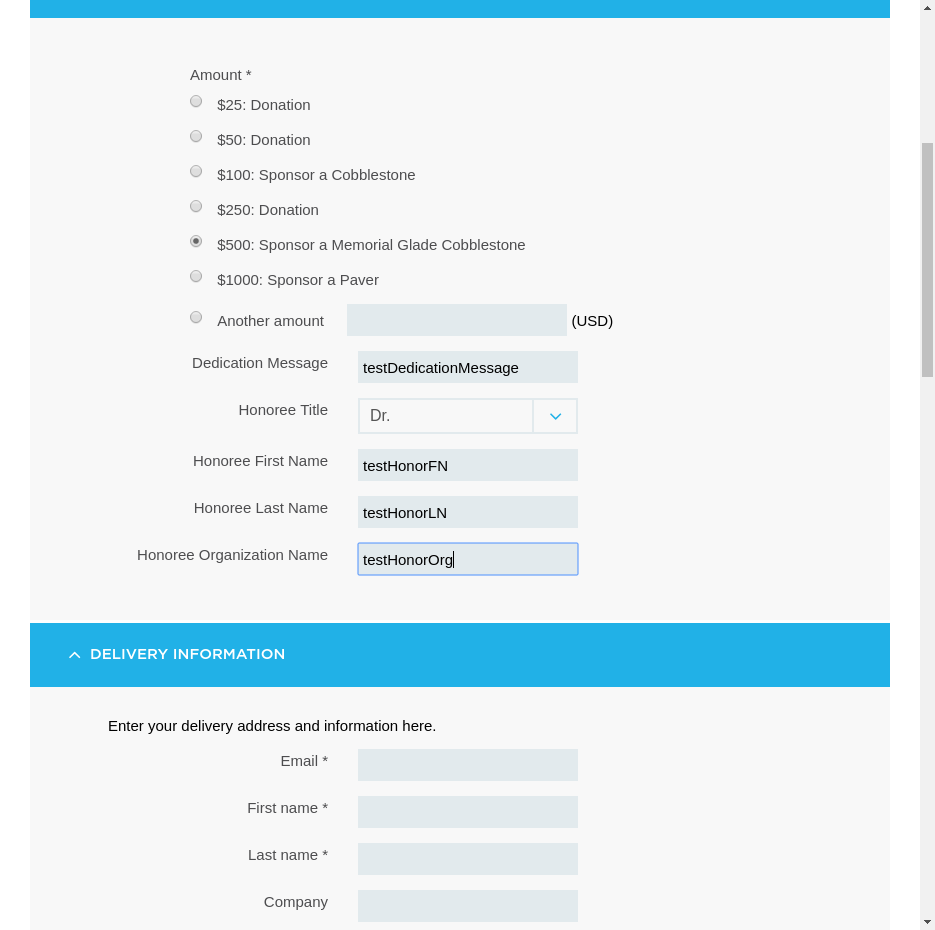 Amount *
$25: Donation
$50: Donation
$100: Sponsor a Cobblestone
$250: Donation
$500: Sponsor a Memorial Glade Cobblestone
$1000: Sponsor a Paver
Another amount (USD)
Dedication Message testDedicationMessage
Honoree Title Dr.
Honoree First Name testHonorFN
Honoree Last Name testHonorLN
Honoree Organization Name testHonorOrg
DELIVERY INFORMATION
Enter your delivery address and information here.
Email *
First name *
Last name *
Company